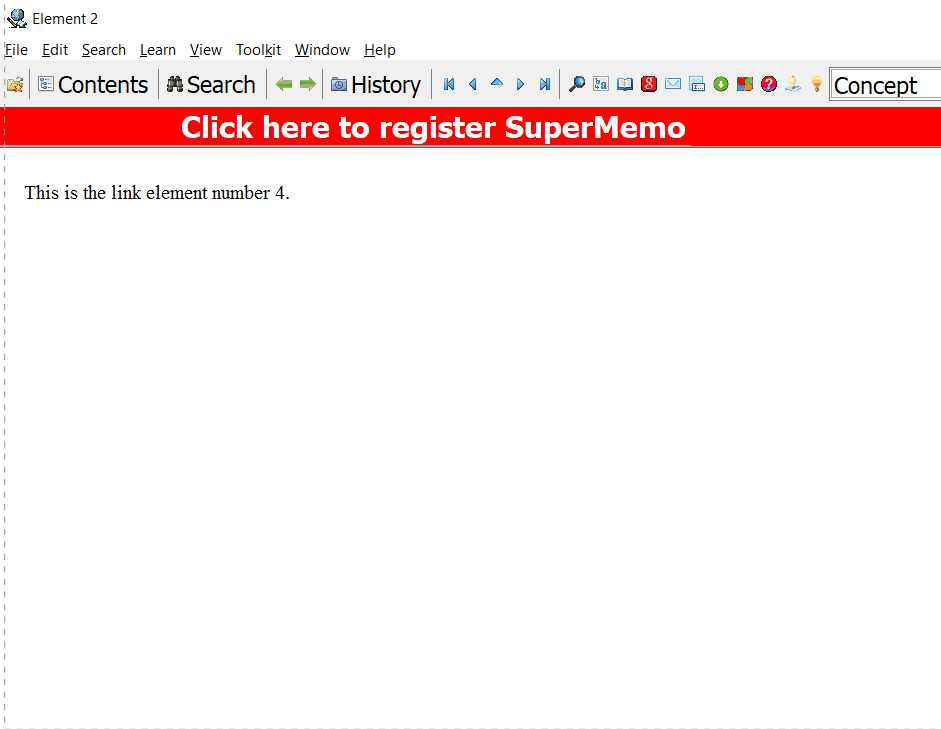 Element 2
File Edit Search Learn View Toolkit Window Help
Contents Search History 8 ? Concept
Click here to register SuperMemo
This is the link element number 4.